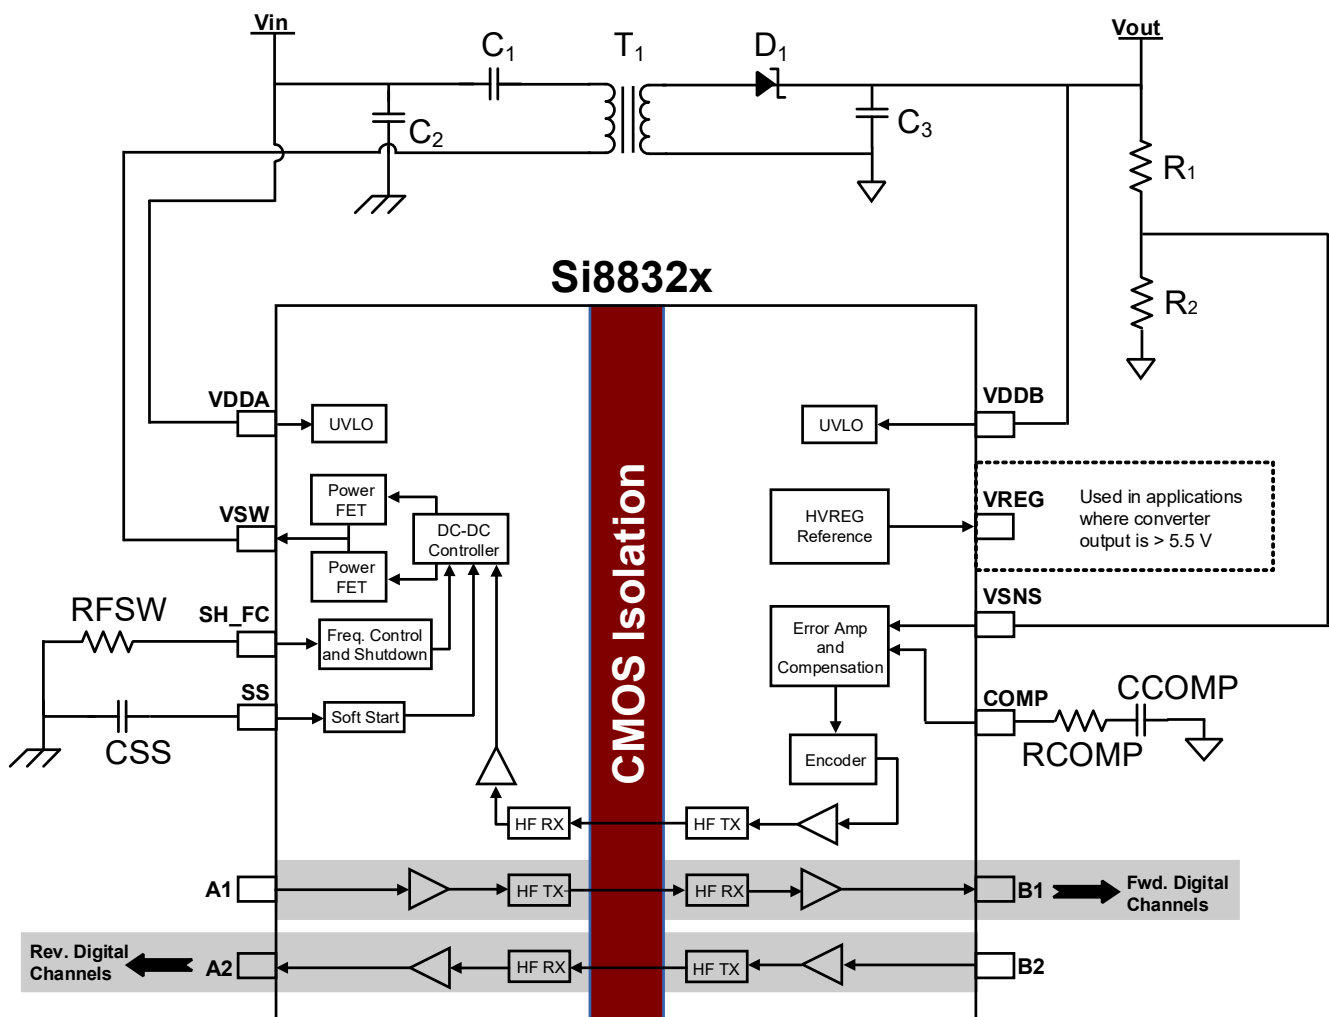 Vin
Vout
C1
T1
D1
C2
C3
R1
R2
Si8832x
VDDA
UVLO
UVLO
VDDB
Power
FET
VSW
DC-DC
Controller
Power
FET
HVREG
Reference
VREG
Used in applications
where converter
output is > 5.5 V
CMOS Isolation
RFSW
SH_FC
Freq. Control
and Shutdown
Error Amp
and
Compensation
VSNS
SS
Soft Start
CSS
COMP
CCOMP
RCOMP
Encoder
HF RX
HF TX
A1
HF TX
HF RX
B1
Fwd. Digital
Channels
Rev. Digital
Channels
A2
HF RX
HF TX
B2